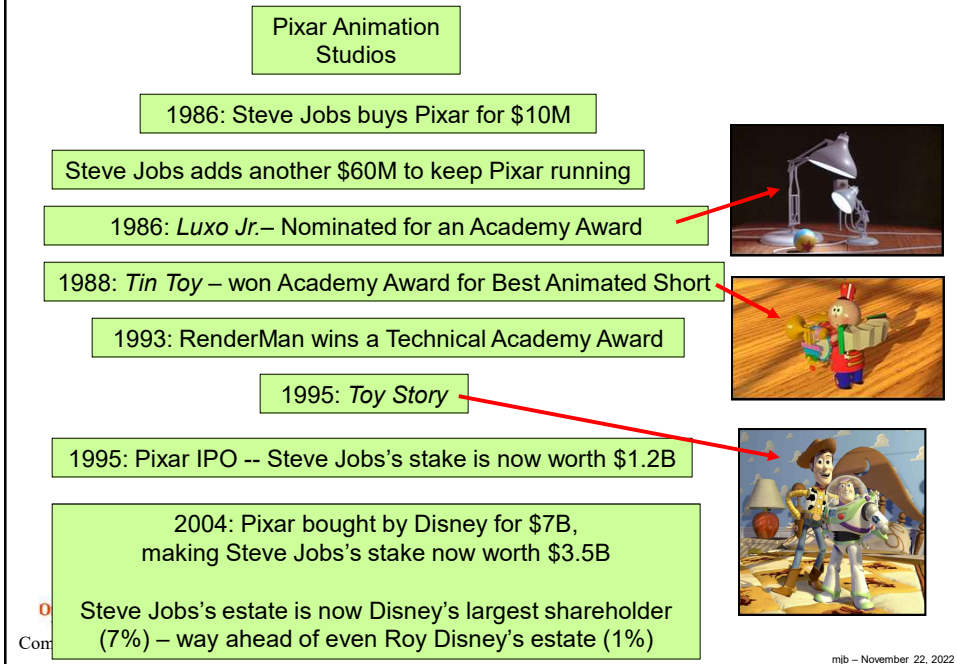 Pixar Animation
Studios
1986: Steve Jobs buys Pixar for $10M
Steve Jobs adds another $60M to keep Pixar running
1986: Luxo Jr.– Nominated for an Academy Award
1988: Tin Toy – won Academy Award for Best Animated Short
1993: RenderMan wins a Technical Academy Award
1995: Toy Story
1995: Pixar IPO -- Steve Jobs's stake is now worth $1.2B
2004: Pixar bought by Disney for $7B,
making Steve Jobs's stake now worth $3.5B
Steve Jobs's estate is now Disney's largest shareholder
(7%) – way ahead of even Roy Disney's estate (1%)
Com
mjb – November 22, 2022